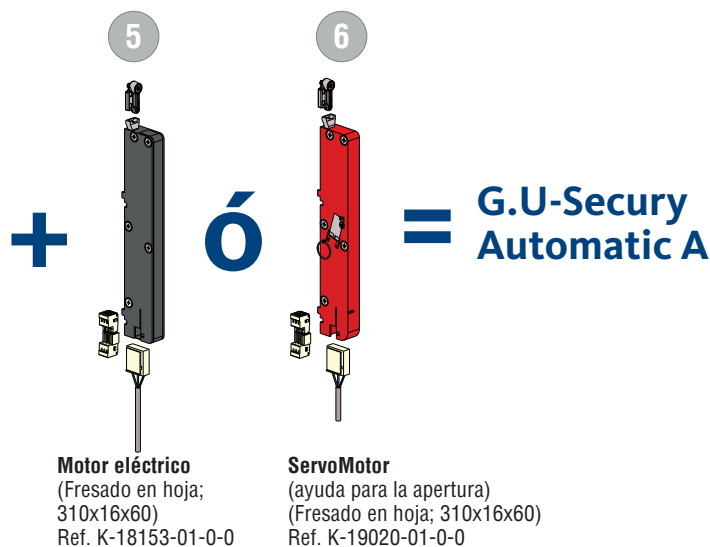 5
6
+
ó
=
G.U-Secury
Automatic A
Motor eléctrico
(Fresado en hoja;
310x16x60)
Ref. K-18153-01-0-0
ServoMotor
(ayuda para la apertura)
(Fresado en hoja; 310x16x60)
Ref. K-19020-01-0-0